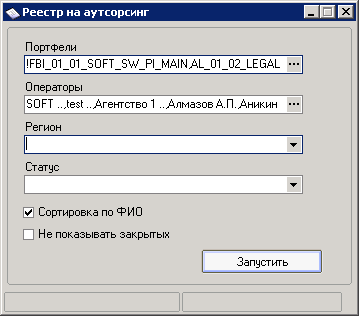 Реестр на аутсорсинг
Портфели
!FBI_01_01_SOFT_SW_PI_MAIN,AL_01_02_LEGAL
Операторы
SOFT ..,test ..,Агентство 1 ..,Алмазов А.П.,Аникин
Регион
Статус
Сортировка по ФИО
Не показывать закрытых
Запустить